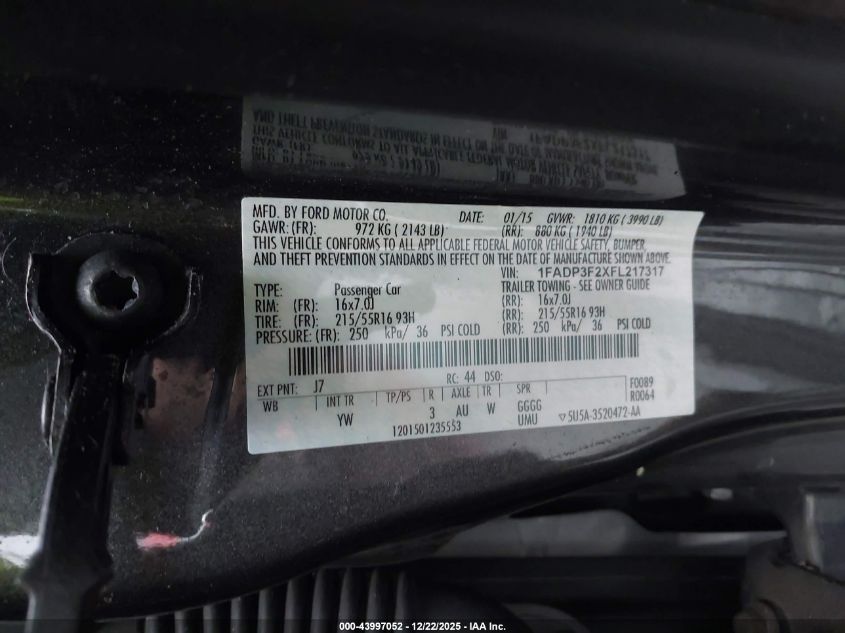 MFD. BY FORD MOTOR CO. DATE: 01/15 GVWR: 1810 KG ( 3990 LB)
GAWR: (FR): 972 KG ( 2143 LB) (RR): 880 KG ( 1940 LB)
THIS VEHICLE CONFORMS TO ALL APPLICABLE FEDERAL MOTOR VEHICLE SAFETY, BUMPER,
AND THEFT PREVENTION STANDARDS IN EFFECT ON THE DATE OF MANUFACTURE SHOWN ABOVE.
VIN: 1FADP3F2XFL217317
TYPE: Passenger Car TRAILER TOWING - SEE OWNER GUIDE
RIM: (FR): 16x7.0J (RR): 16x7.0J
TIRE: (FR): 215/55R16 93H (RR): 215/55R16 93H
PRESSURE: (FR): 250 kPa/ 36 PSI COLD (RR): 250 kPa/ 36 PSI COLD
RC: 44 DSO:
EXT PNT: J7 F0089
WB INT TR TP/PS R AXLE TR SPR R0064
YW 3 AU W GGGG
1201501235553 UMU ▽5U5A-3520472-AA
000-43997052 - 12/22/2025 - IAA Inc.